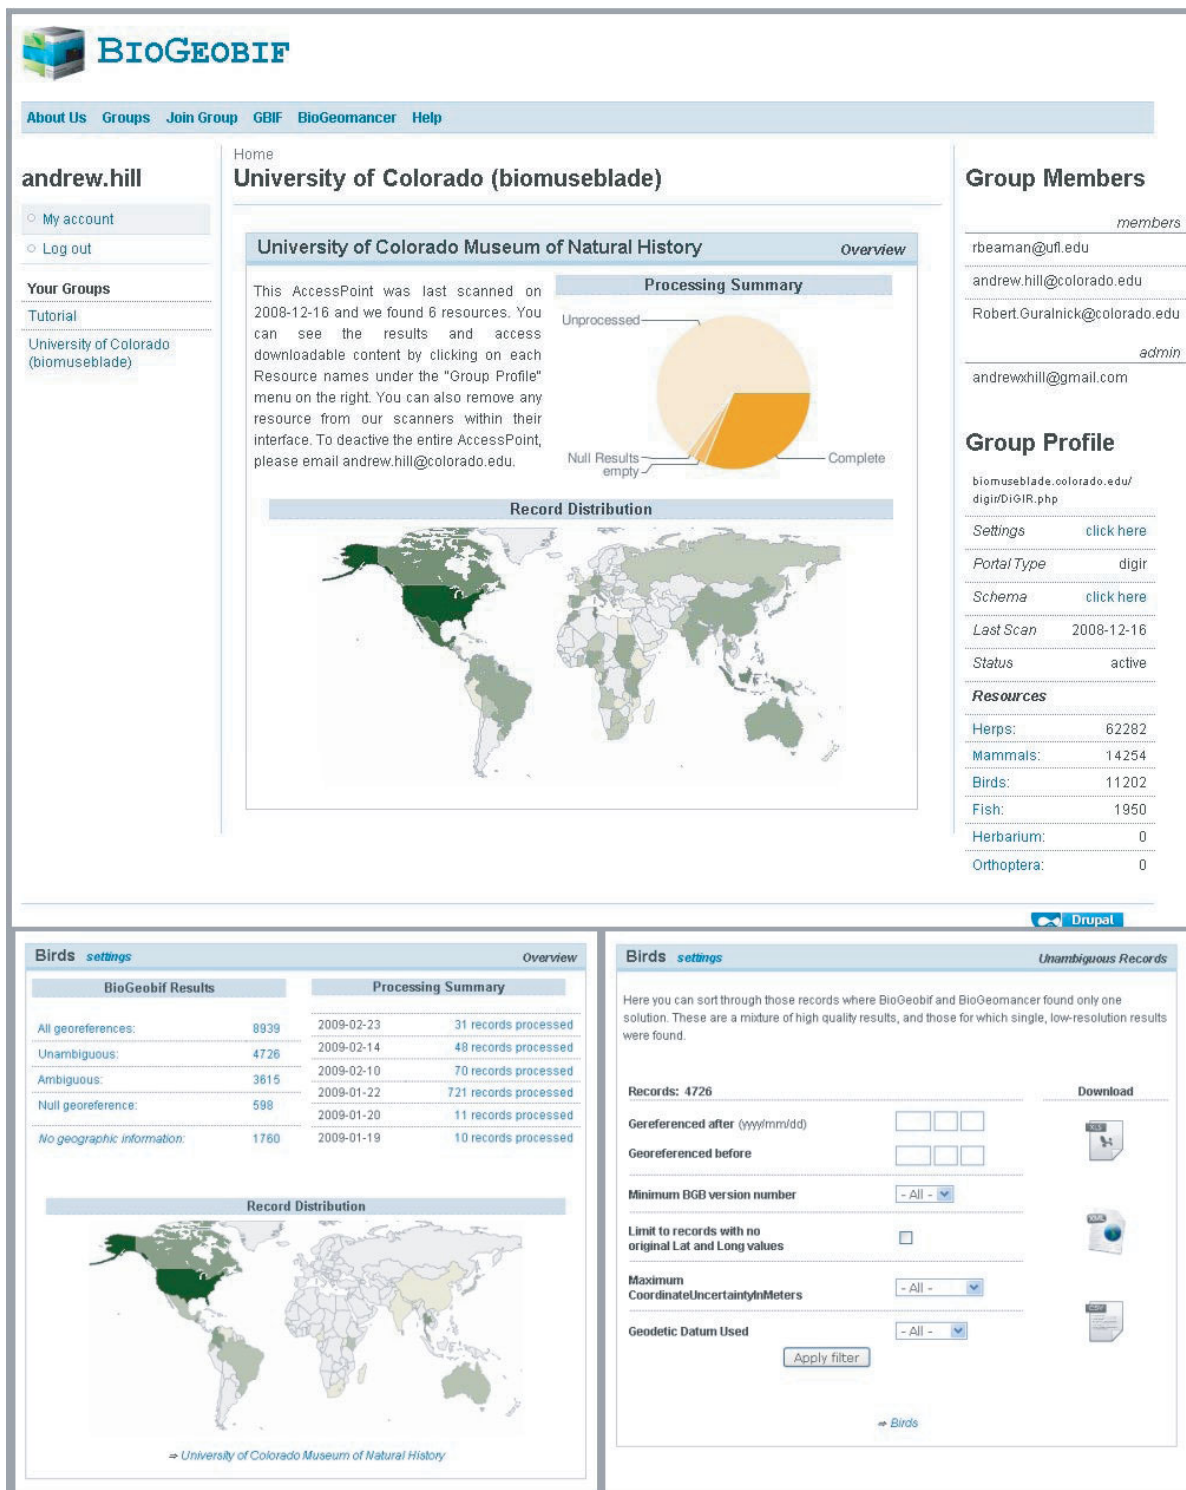 BIOGEOBIF
About Us Groups Join Group GBIF BioGeomancer Help
andrew.hill
My account
Log out
Your Groups
Tutorial
University of Colorado
(biomuseblade)
Home
University of Colorado (biomuseblade)
University of Colorado Museum of Natural History Overview
This AccessPoint was last scanned on
2008-12-16 and we found 6 resources. You
can see the results and access
downloadable content by clicking on each
Resource names under the "Group Profile"
menu on the right. You can also remove any
resource from our scanners within their
interface. To deactive the entire AccessPoint,
please email andrew.hill@colorado.edu.
Processing Summary
Unprocessed
Null Results
empty
Complete
Record Distribution
Group Members
members
rbeaman@ufl.edu
andrew.hill@colorado.edu
Robert.Guralnick@colorado.edu
admin
andrewxhill@gmail.com
Group Profile
biomuseblade.colorado.edu/
digir/DiGIR.php
Settings click here
Portal Type digir
Schema click here
Last Scan 2008-12-16
Status active
Resources
Herps: 62282
Mammals: 14254
Birds: 11202
Fish: 1950
Herbarium: 0
Orthoptera: 0
Drupal
Birds settings Overview
BioGeobif Results
All georeferences: 8939
Unambiguous: 4726
Ambiguous: 3615
Null georeference: 598
No geographic information: 1760
Processing Summary
2009-02-23 31 records processed
2009-02-14 48 records processed
2009-02-10 70 records processed
2009-01-22 721 records processed
2009-01-20 11 records processed
2009-01-19 10 records processed
Record Distribution
⇒ University of Colorado Museum of Natural History
Birds settings Unambiguous Records
Here you can sort through those records where BioGeobif and BioGeomancer found only one
solution. These are a mixture of high quality results, and those for which single, low-resolution results
were found.
Records: 4726
Download
Gereferenced after (yyyy/mm/dd)
Georeferenced before
Minimum BGB version number - All -
Limit to records with no
original Lat and Long values
Maximum
CoordinateUncertaintyInMeters - All -
Geodetic Datum Used - All -
Apply filter
XLS
XML
CSV
⇒ Birds